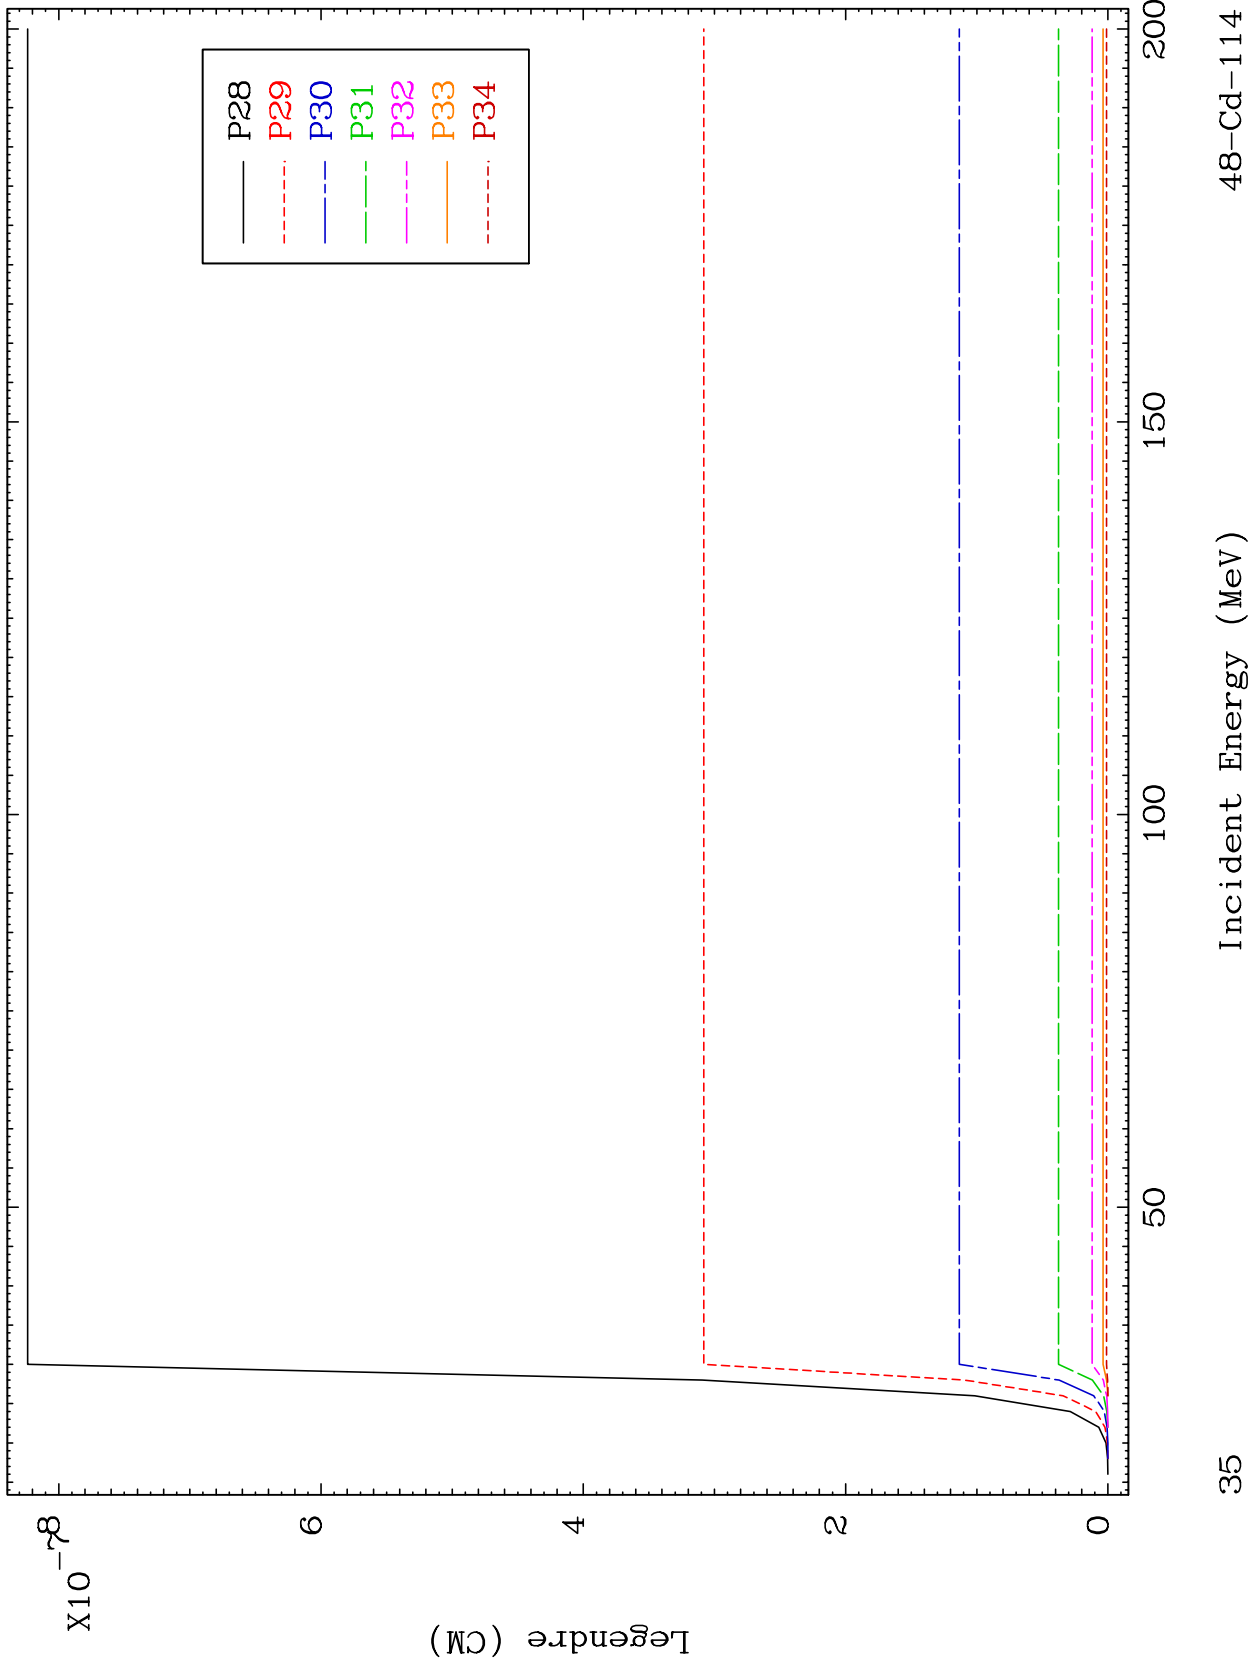 X10⁻⁷
8
6
4
2
0
Legendre (CM)
P28
P29
P30
P31
P32
P33
P34
50
100
150
200
35
Incident Energy (MeV)
48-Cd-114